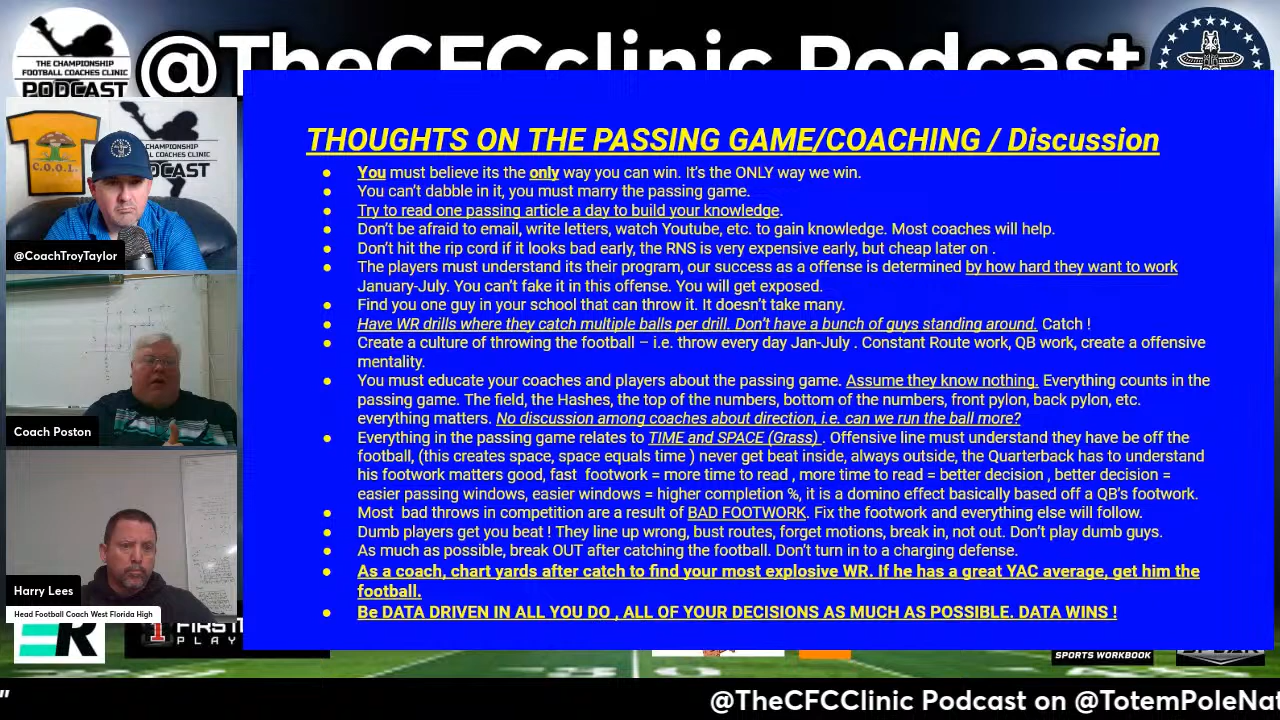 @TheCFCclinic Podcast
THE CHAMPIONSHIP
FOOTBALL COACHES CLINIC
PODCAST
C.O.O.L.
CHAMPIONSHIP
@CoachTroyTaylor
Coach Poston
Harry Lees
Head Football Coach West Florida High
THOUGHTS ON THE PASSING GAME/COACHING / Discussion
● You must believe its the only way you can win. It's the ONLY way we win.
● You can't dabble in it, you must marry the passing game.
● Try to read one passing article a day to build your knowledge.
● Don't be afraid to email, write letters, watch Youtube, etc. to gain knowledge. Most coaches will help.
● Don't hit the rip cord if it looks bad early, the RNS is very expensive early, but cheap later on .
● The players must understand its their program, our success as a offense is determined by how hard they want to work
January-July. You can't fake it in this offense. You will get exposed.
● Find you one guy in your school that can throw it. It doesn't take many.
● Have WR drills where they catch multiple balls per drill. Don't have a bunch of guys standing around. Catch !
● Create a culture of throwing the football – i.e. throw every day Jan-July . Constant Route work, QB work, create a offensive
mentality.
● You must educate your coaches and players about the passing game. Assume they know nothing. Everything counts in the
passing game. The field, the Hashes, the top of the numbers, bottom of the numbers, front pylon, back pylon, etc.
everything matters. No discussion among coaches about direction, i.e. can we run the ball more?
● Everything in the passing game relates to TIME and SPACE (Grass) . Offensive line must understand they have be off the
football, (this creates space, space equals time ) never get beat inside, always outside, the Quarterback has to understand
his footwork matters good, fast footwork = more time to read , more time to read = better decision , better decision =
easier passing windows, easier windows = higher completion %, it is a domino effect basically based off a QB's footwork.
● Most bad throws in competition are a result of BAD FOOTWORK. Fix the footwork and everything else will follow.
● Dumb players get you beat ! They line up wrong, bust routes, forget motions, break in, not out. Don't play dumb guys.
● As much as possible, break OUT after catching the football. Don't turn in to a charging defense.
● As a coach, chart yards after catch to find your most explosive WR. If he has a great YAC average, get him the
football.
● Be DATA DRIVEN IN ALL YOU DO , ALL OF YOUR DECISIONS AS MUCH AS POSSIBLE. DATA WINS !
SPORTS WORKBOOK
"
@TheCFCClinic Podcast on @TotemPoleNat